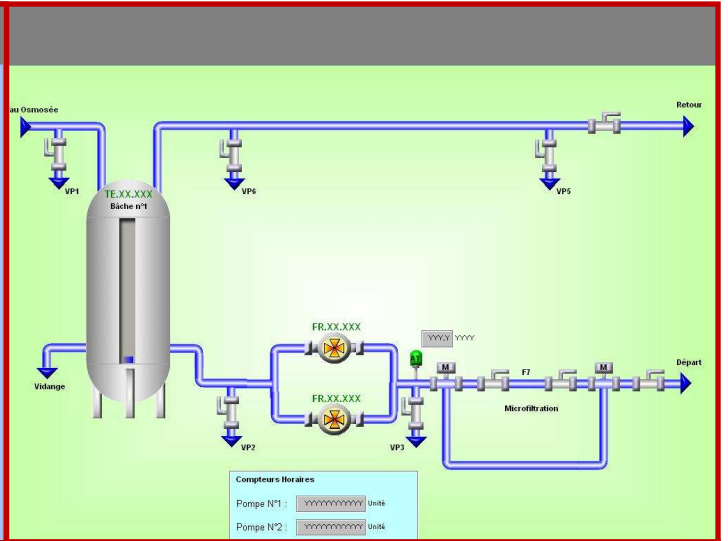 au Osmosée
Retour
VP1
VP6
VP5
TE.XX.XXX
Bâche n°1
FR.XX.XXX
AI
YYY,Y YYYY
M
F7
M
Départ
Vidange
FR.XX.XXX
Microfiltration
VP2
VP3
Compteurs Horaires
Pompe N°1 : YYYYYYYYYYY Unité
Pompe N°2 : YYYYYYYYYYY Unité